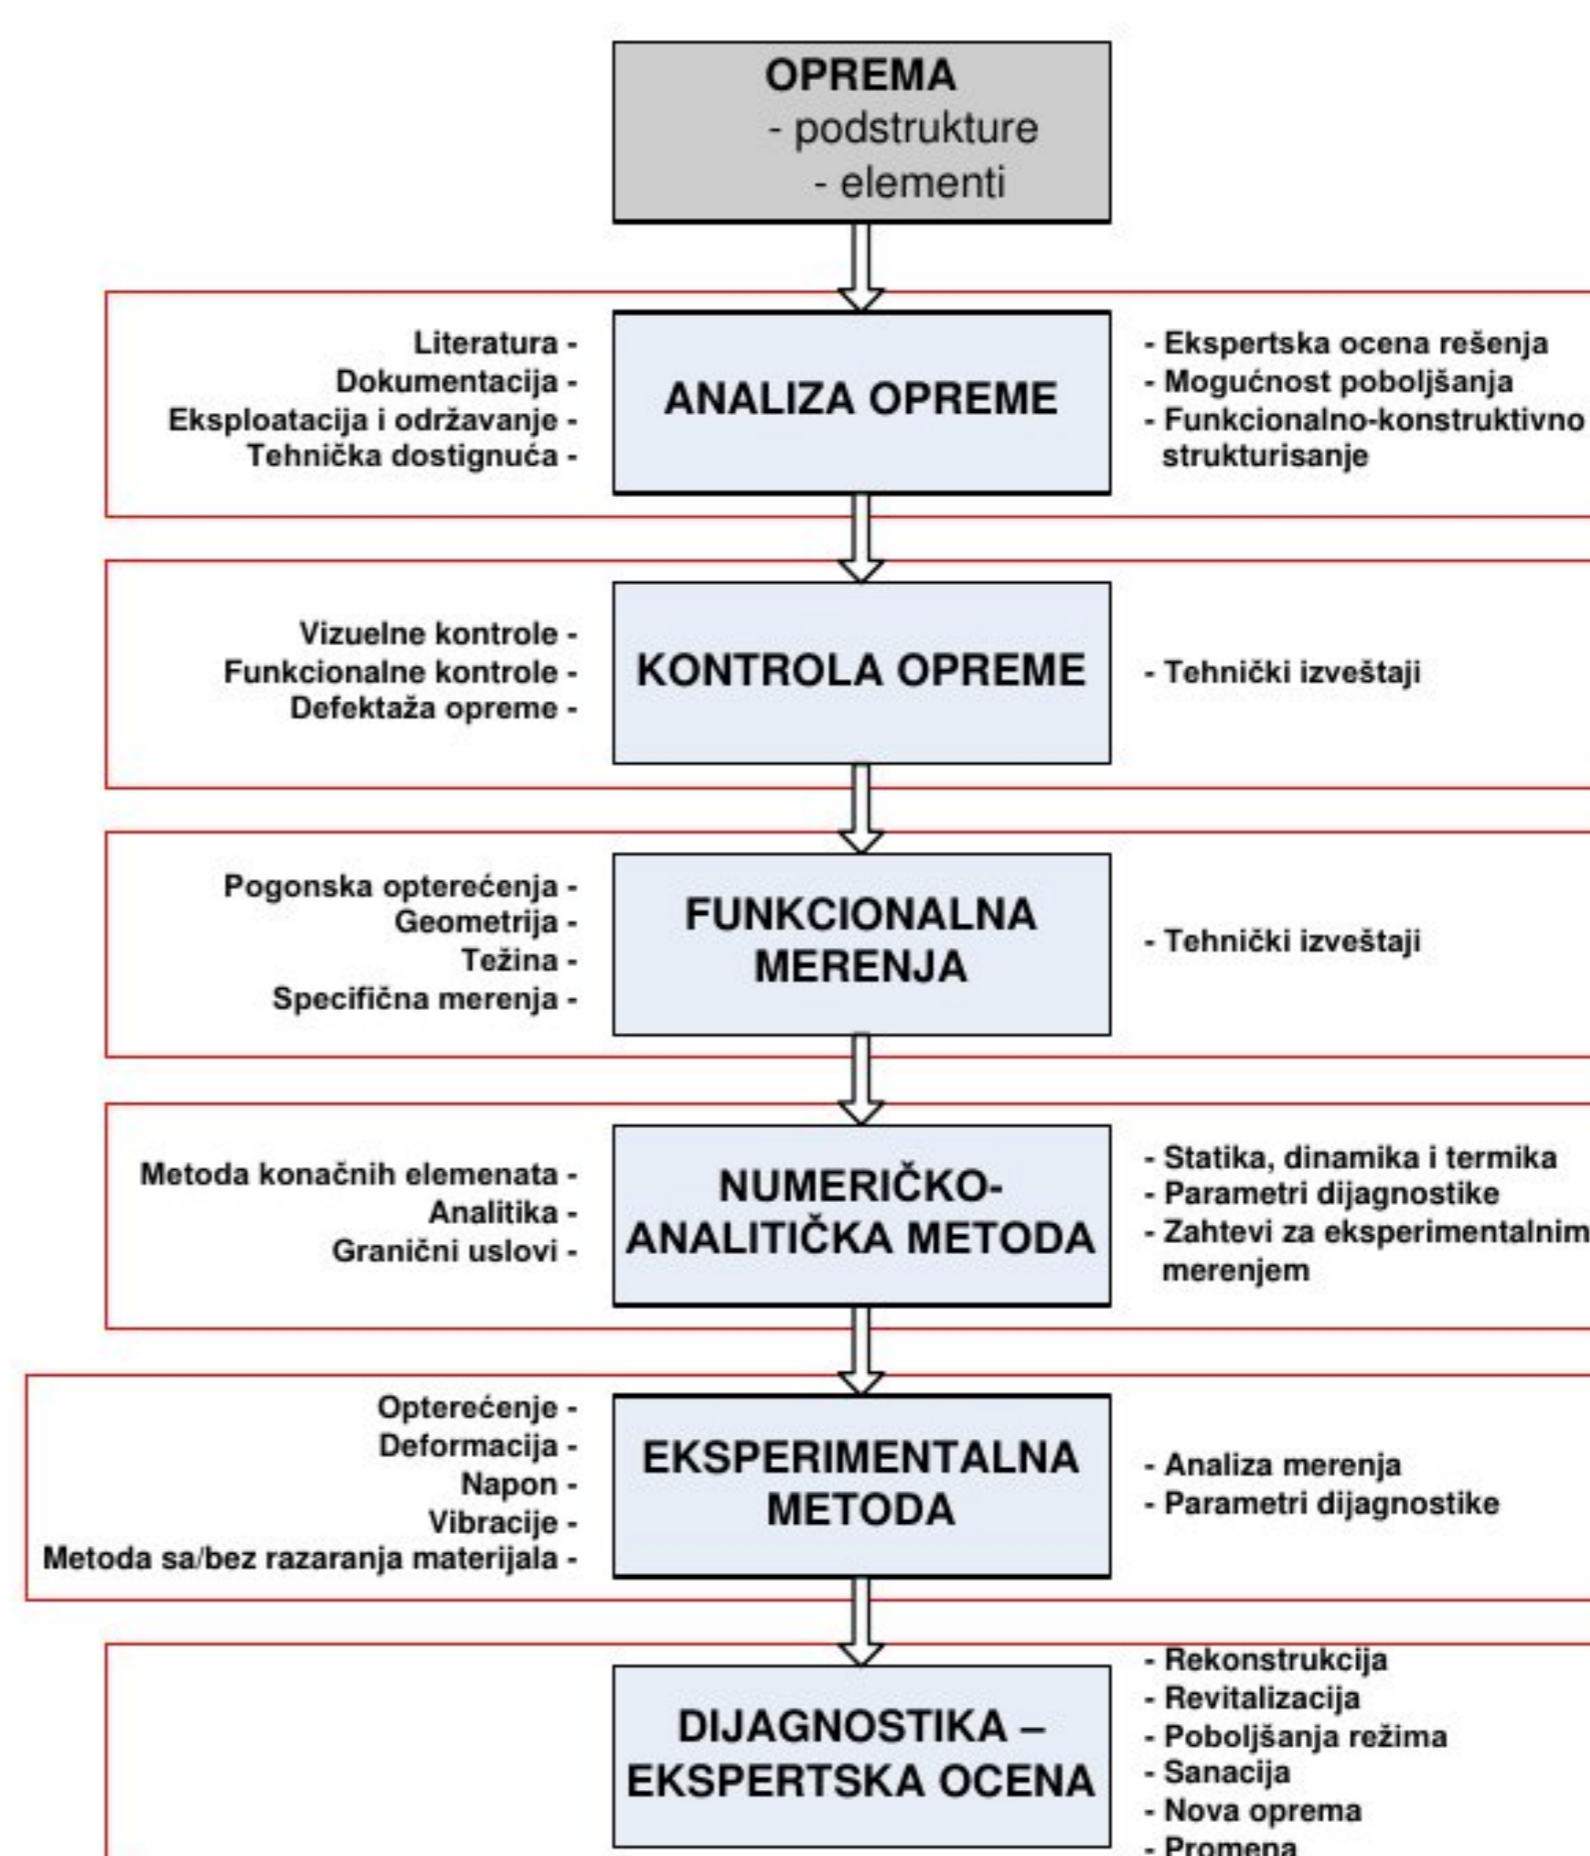 OPREMA
- podstrukture
- elementi
Literatura -
Dokumentacija -
Eksploatacija i održavanje -
Tehnička dostignuća -
ANALIZA OPREME
- Ekspertska ocena rešenja
- Mogućnost poboljšanja
- Funkcionalno-konstruktivno
strukturisanje
Vizuelne kontrole -
Funkcionalne kontrole -
Defektaža opreme -
KONTROLA OPREME
- Tehnički izveštaji
Pogonska opterećenja -
Geometrija -
Težina -
Specifična merenja -
FUNKCIONALNA
MERENJA
- Tehnički izveštaji
Metoda konačnih elemenata -
Analitika -
Granični uslovi -
NUMERIČKO-
ANALITIČKA METODA
- Statika, dinamika i termika
- Parametri dijagnostike
- Zahtevi za eksperimentalnim
merenjem
Opterećenje -
Deformacija -
Napon -
Vibracije -
Metoda sa/bez razaranja materijala -
EKSPERIMENTALNA
METODA
- Analiza merenja
- Parametri dijagnostike
DIJAGNOSTIKA –
EKSPERTSKA OCENA
- Rekonstrukcija
- Revitalizacija
- Poboljšanja režima
- Sanacija
- Nova oprema
- Promena